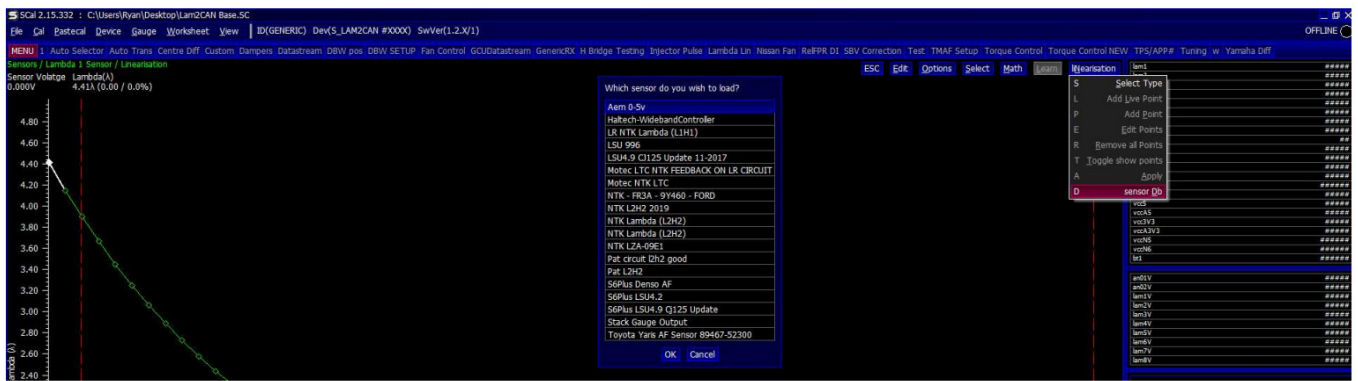 SCal 2.15.332 : C:\Users\Ryan\Desktop\Lam2CAN Base.SC
File Cal Pastecal Device Gauge Worksheet View ID(GENERIC) Dev(S_LAM2CAN #XXXX) SwVer(1.2.X/1) OFFLINE
MENU 1 Auto Selector Auto Trans Centre Diff Custom Dampers Datastream DBW pos DBW SETUP Fan Control GCUDatastream GenericRX H Bridge Testing Injector Pulse Lambda Lin Nissan Fan RelFPR DI SBV Correction Test TMAF Setup Torque Control Torque Control NEW TPS/APP# Tuning w Yamaha Diff
Sensors / Lambda 1 Sensor / Linearisation
ESC Edit Options Select Math Learn liNearisation
Sensor Volatge Lambda(λ)
0.000V 4.41λ (0.00 / 0.0%)
4.80
4.60
4.40
4.20
4.00
3.80
3.60
3.40
3.20
3.00
2.80
2.60
2.40
Which sensor do you wish to load?
Aem 0-5v
Haltech-WidebandController
LR NTK Lambda (L1H1)
LSU 996
LSU4.9 CJ125 Update 11-2017
Motec LTC NTK FEEDBACK ON LR CIRCUIT
Motec NTK LTC
NTK - FR3A - 9Y460 - FORD
NTK L2H2 2019
NTK Lambda (L2H2)
NTK Lambda (L2H2)
NTK LZA-09E1
Pat circuit l2h2 good
Pat L2H2
S6Plus Denso AF
S6Plus LSU4.2
S6Plus LSU4.9 CJ125 Update
Stack Gauge Output
Toyota Yaris AF Sensor 89467-52300
OK Cancel
S Select Type
L Add Live Point
P Add Point
E Edit Points
R Remove all Points
T Toggle show points
A Apply
D sensor Db
lam1 #####
vcc5 #####
vccA5 #####
vcc3V3 #####
vccA3V3 #####
vccN5 ######
vccN6 ######
bt1 ######
an01V #####
an02V #####
lam1V #####
lam2V #####
lam3V #####
lam4V #####
lam5V #####
lam6V #####
lam7V #####
lam8V #####